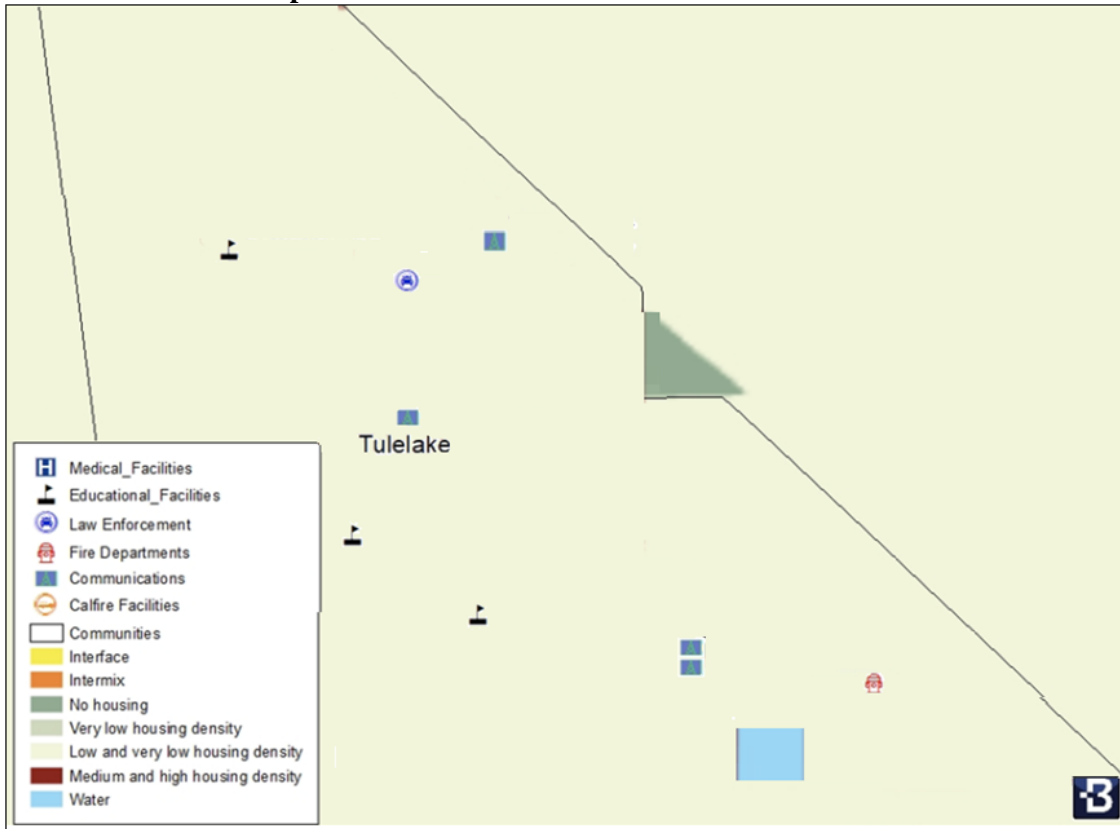 Tulelake
H Medical_Facilities
Educational_Facilities
Law Enforcement
Fire Departments
Communications
Calfire Facilities
Communities
Interface
Intermix
No housing
Very low housing density
Low and very low housing density
Medium and high housing density
Water
B